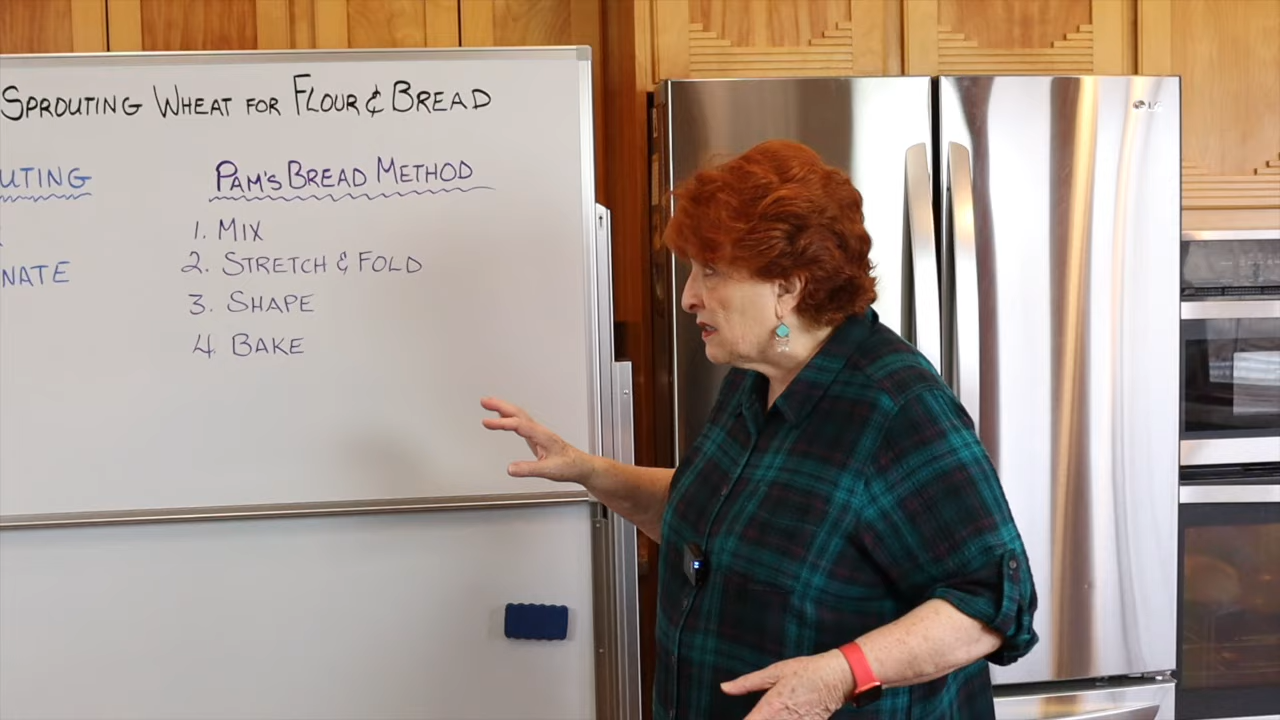 SPROUTING WHEAT FOR FLOUR & BREAD
UTING
NATE
PAM'S BREAD METHOD
1. MIX
2. STRETCH & FOLD
3. SHAPE
4. BAKE
LG